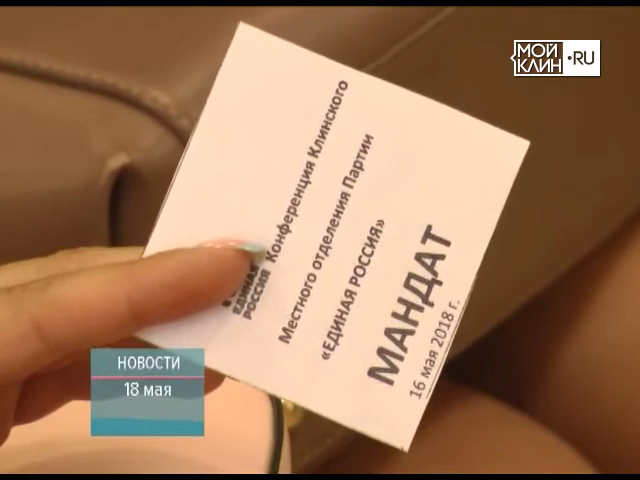 МОЙ
КЛИН
.RU
ЕДИНАЯ
РОССИЯ
Конференция Клинского
Местного отделения Партии
«ЕДИНАЯ РОССИЯ»
МАНДАТ
16 мая 2018 г.
НОВОСТИ
18 мая